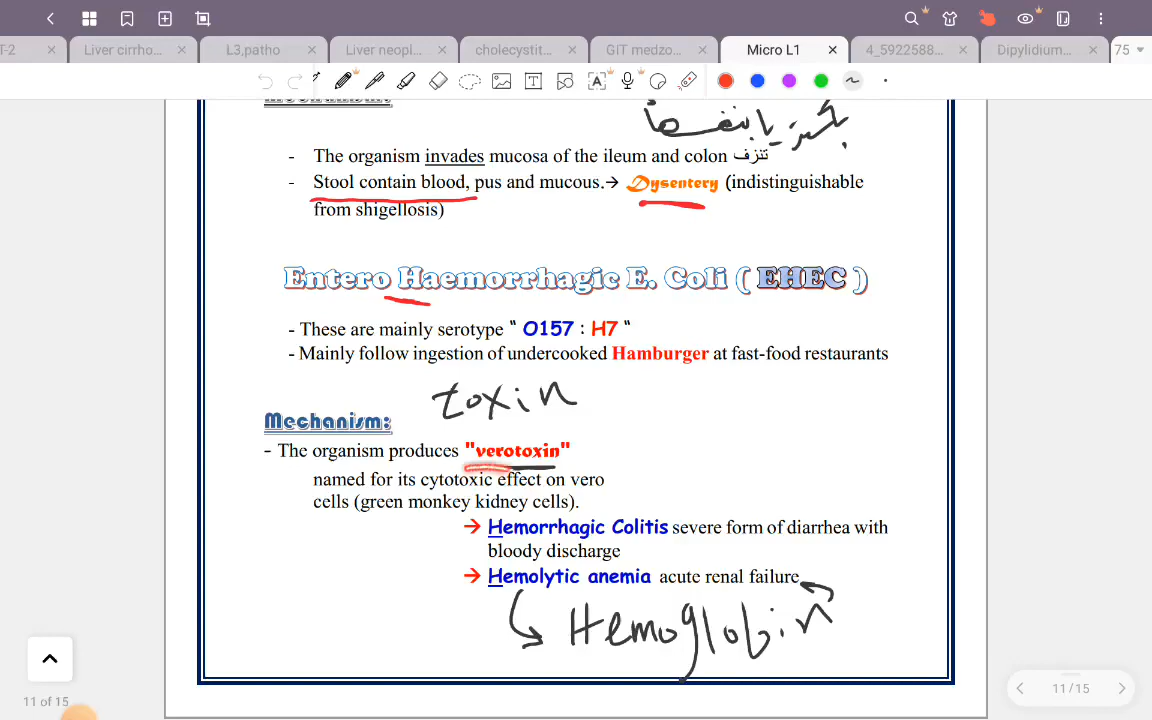 T-2
Liver cirrho...
L3,patho
Liver neopl...
cholecystit...
GIT medzo...
Micro L1
4_5922588...
Dipylidium...
75
- The organism invades mucosa of the ileum and colon تنزف
- Stool contain blood, pus and mucous.→ Dysentery (indistinguishable
from shigellosis)
Entero Haemorrhagic E. Coli ( EHEC )
- These are mainly serotype “ O157 : H7 “
- Mainly follow ingestion of undercooked Hamburger at fast-food restaurants
toxin
Mechanism:
- The organism produces "verotoxin"
named for its cytotoxic effect on vero
cells (green monkey kidney cells).
→ Hemorrhagic Colitis severe form of diarrhea with
bloody discharge
→ Hemolytic anemia acute renal failure
Hemoglobin
11 of 15
11/15